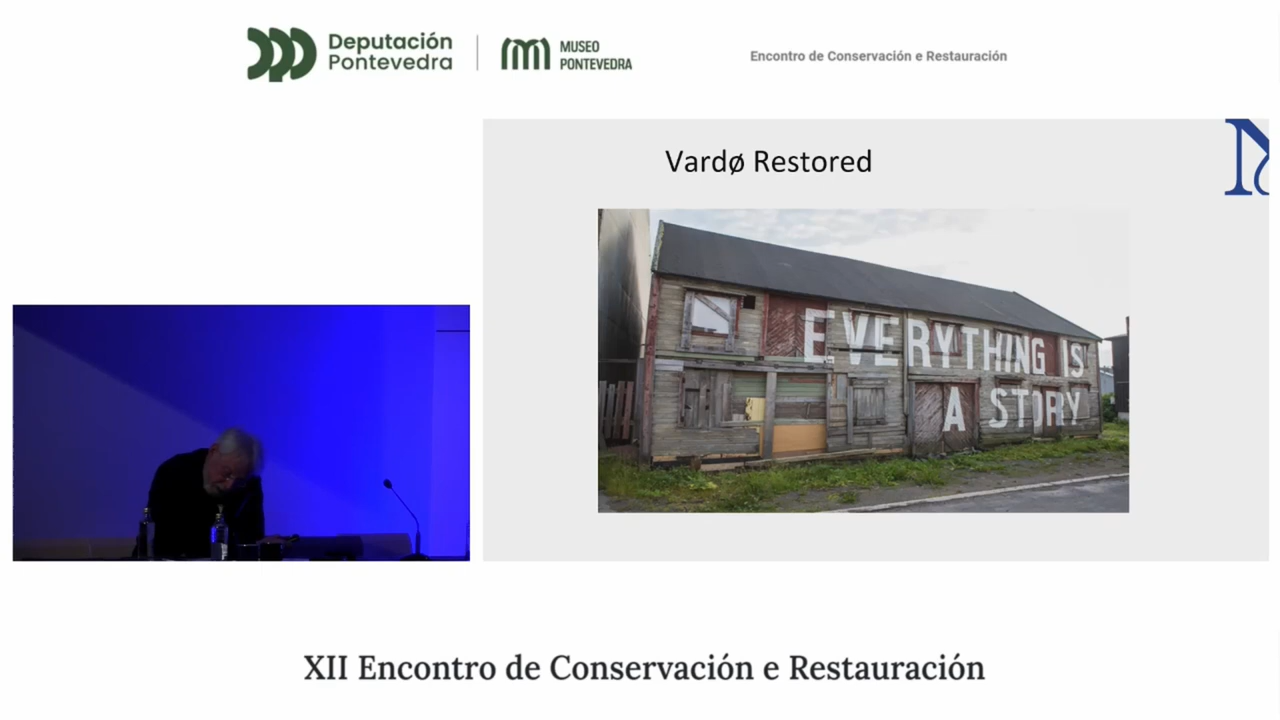 Deputación
Pontevedra
MUSEO
PONTEVEDRA
Encontro de Conservación e Restauración
Vardø Restored
EVERYTHING IS
A STORY
XII Encontro de Conservación e Restauración